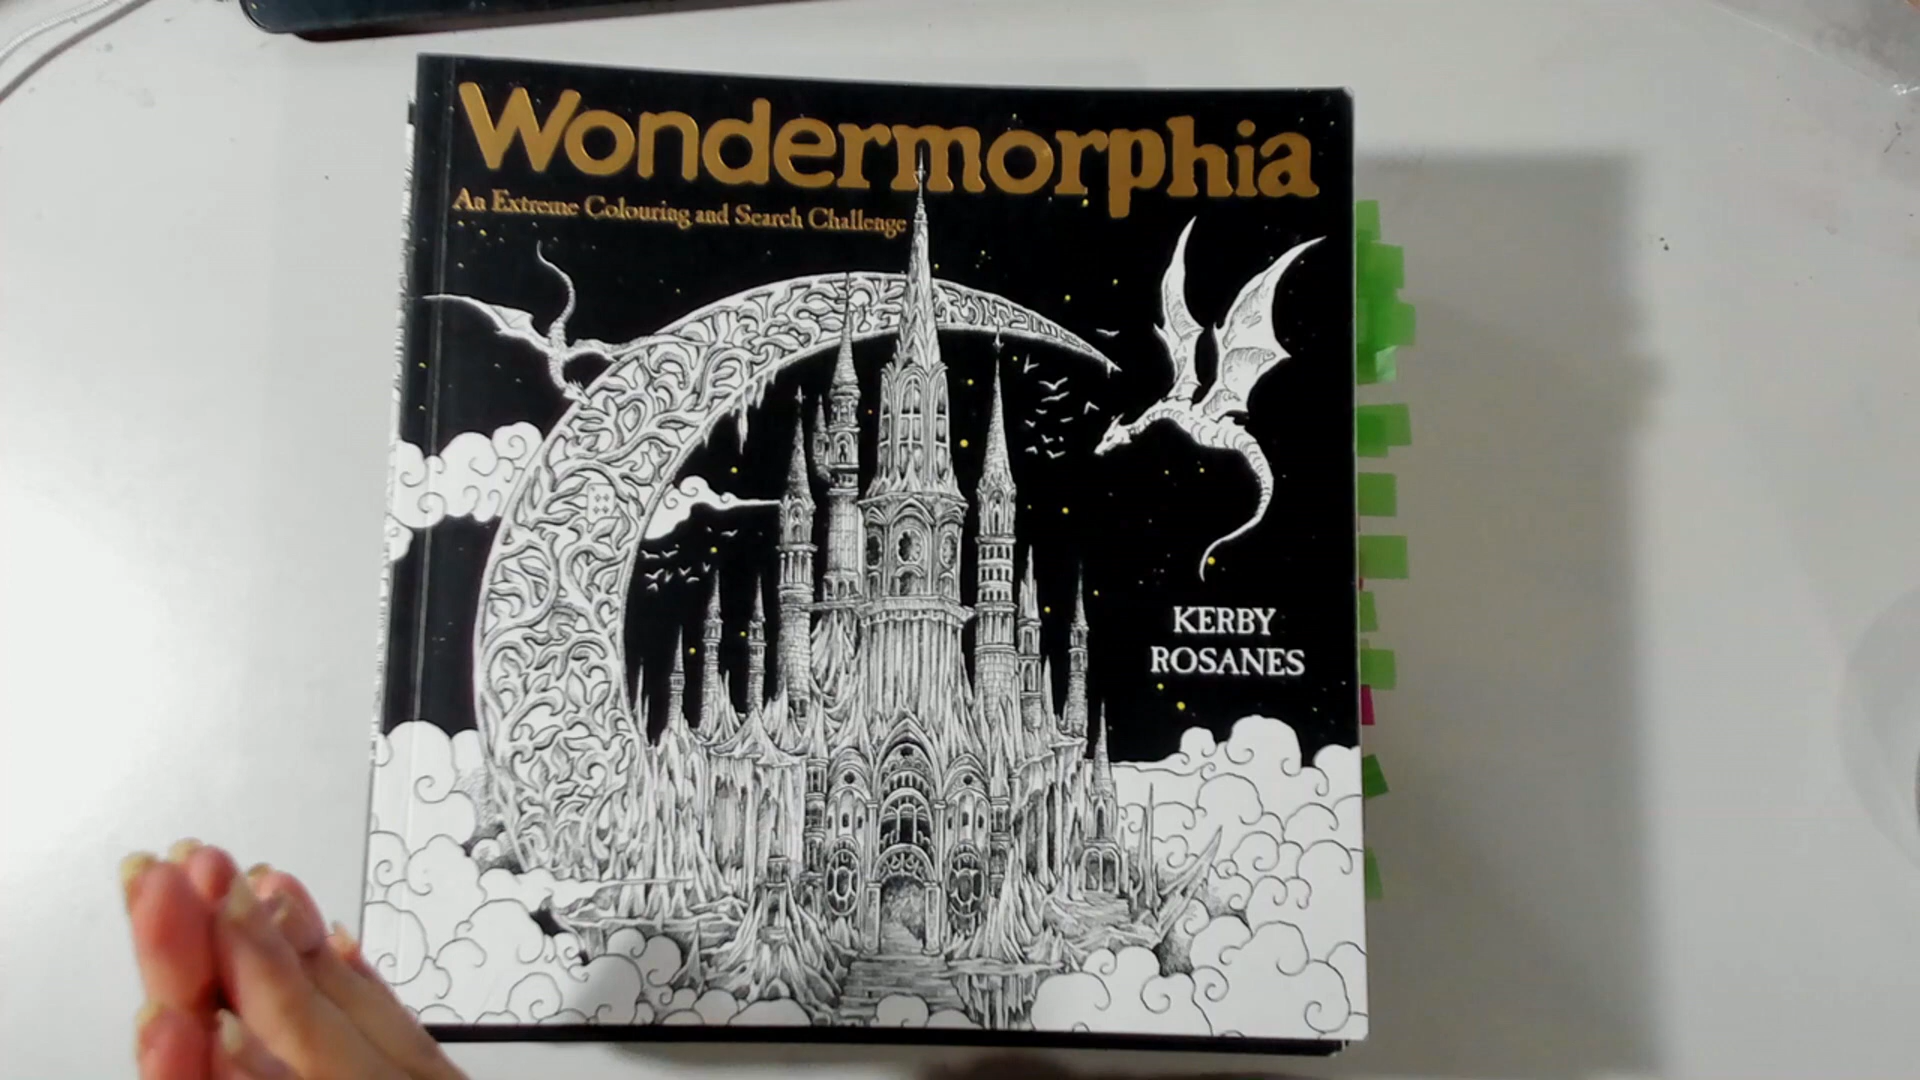 Wondermorphia
An Extreme Colouring and Search Challenge
KERBY
ROSANES